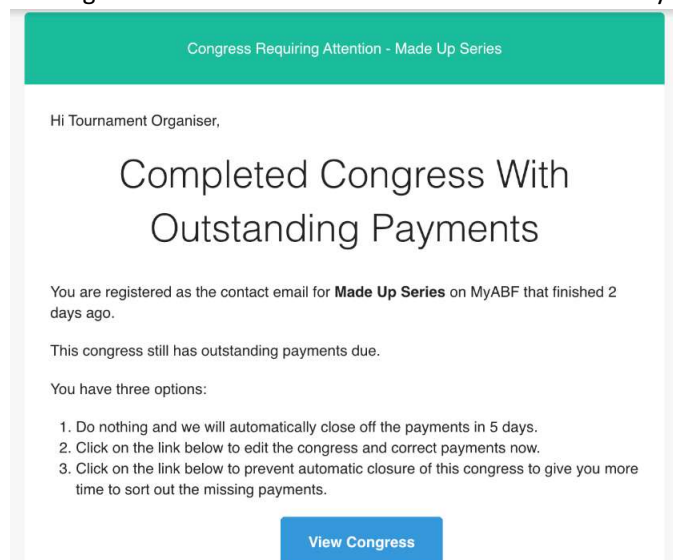 Congress Requiring Attention - Made Up Series
Hi Tournament Organiser,
Completed Congress With
Outstanding Payments
You are registered as the contact email for Made Up Series on MyABF that finished 2
days ago.
This congress still has outstanding payments due.
You have three options:
1. Do nothing and we will automatically close off the payments in 5 days.
2. Click on the link below to edit the congress and correct payments now.
3. Click on the link below to prevent automatic closure of this congress to give you more
time to sort out the missing payments.
View Congress